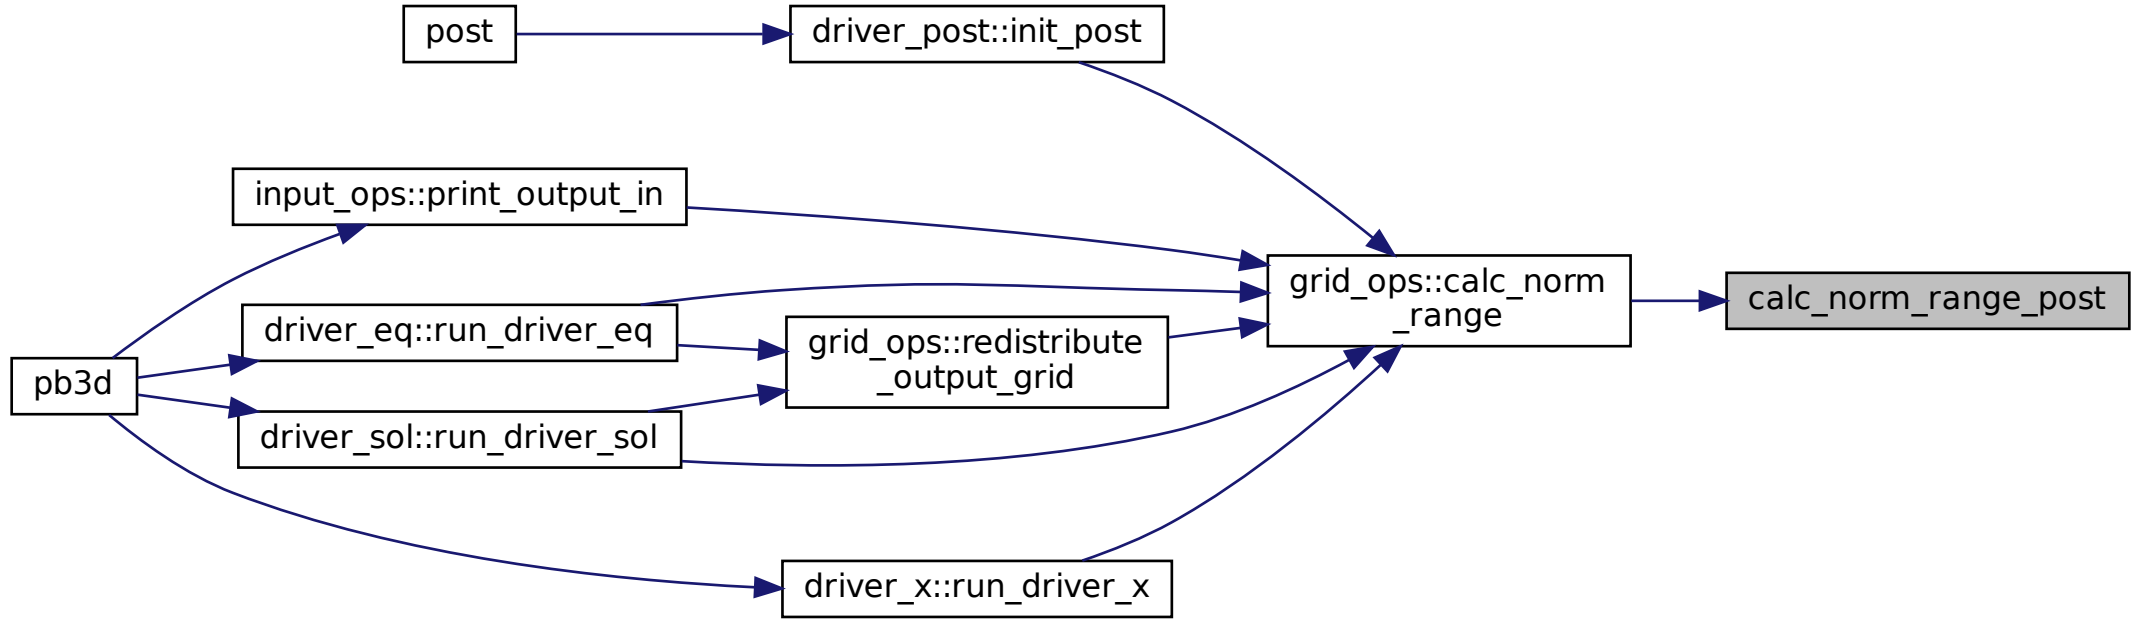 post
driver_post::init_post
input_ops::print_output_in
grid_ops::calc_norm
_range
calc_norm_range_post
driver_eq::run_driver_eq
grid_ops::redistribute
_output_grid
pb3d
driver_sol::run_driver_sol
driver_x::run_driver_x